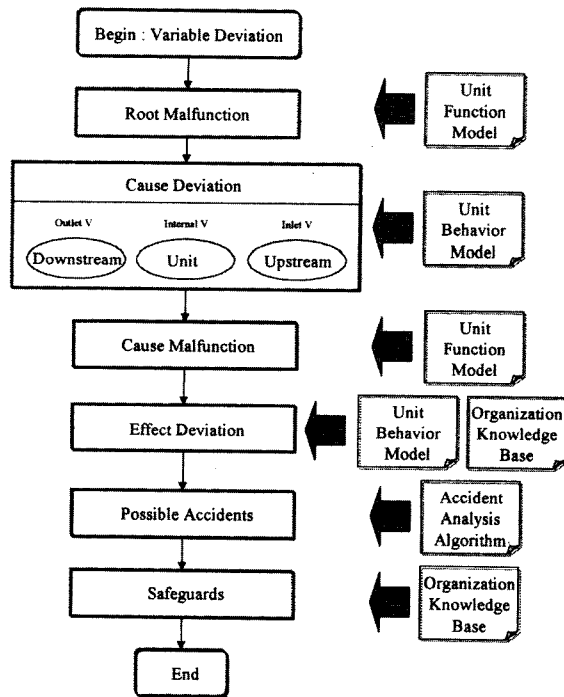 Begin : Variable Deviation
Root Malfunction
Unit
Function
Model
Cause Deviation
Outlet V
Internal V
Inlet V
Downstream
Unit
Upstream
Unit
Behavior
Model
Cause Malfunction
Unit
Function
Model
Effect Deviation
Unit
Behavior
Model
Organization
Knowledge
Base
Possible Accidents
Accident
Analysis
Algorithm
Safeguards
Organization
Knowledge
Base
End